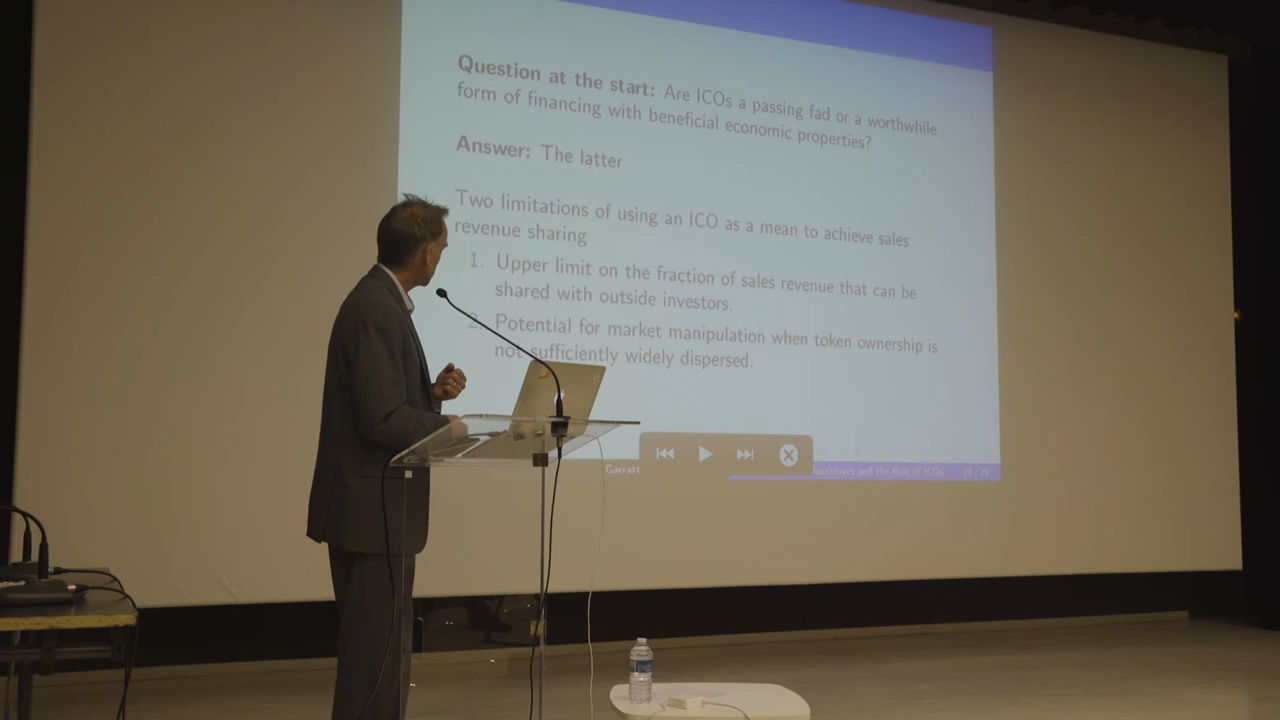 Question at the start: Are ICOs a passing fad or a worthwhile
form of financing with beneficial economic properties?
Answer: The latter
Two limitations of using an ICO as a mean to achieve sales
revenue sharing
1. Upper limit on the fraction of sales revenue that can be
shared with outside investors.
2. Potential for market manipulation when token ownership is
not sufficiently widely dispersed.
Garratt
Incentives and the Role of ICOs 28 / 29